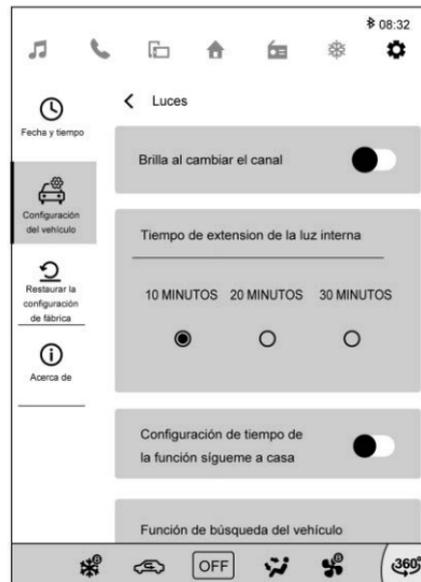 08:32
Luces
Fecha y tiempo
Brilla al cambiar el canal
Configuración
del vehículo
Tiempo de extension de la luz interna
10 MINUTOS 20 MINUTOS 30 MINUTOS
Restaurar la
configuración
de fábrica
Acerca de
Configuración de tiempo de
la función sígueme a casa
Función de búsqueda del vehículo
OFF
360°